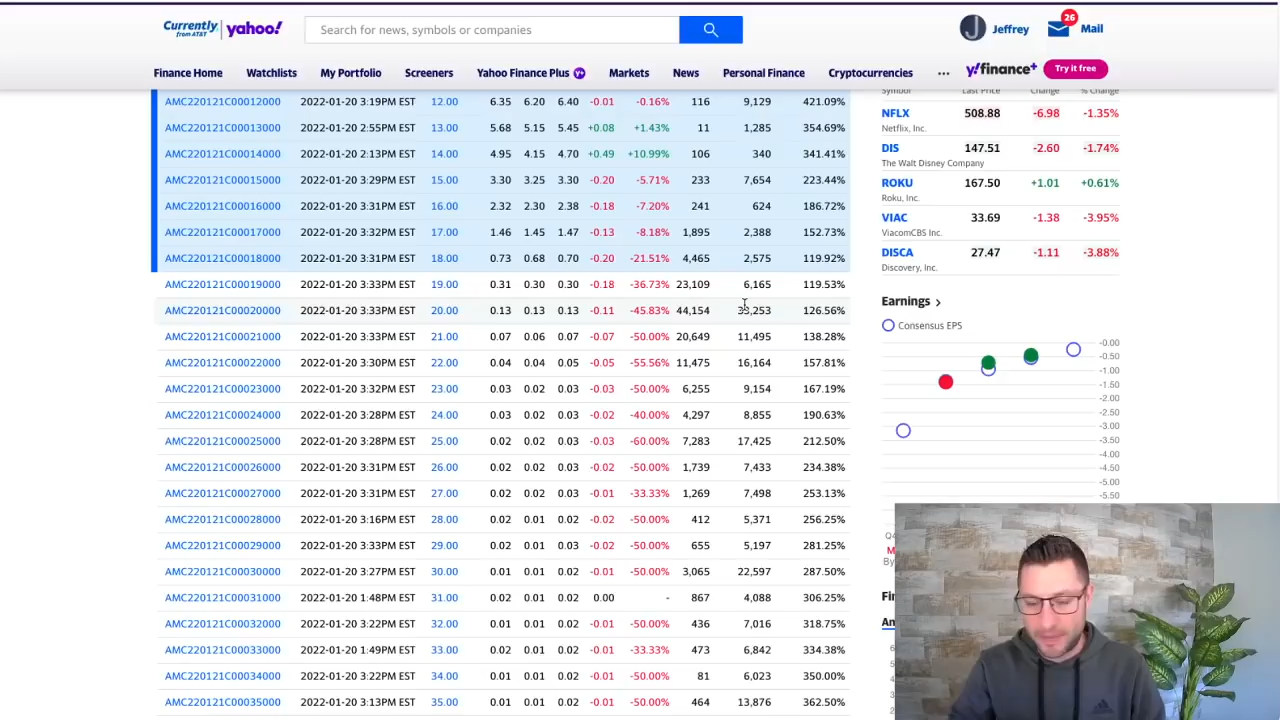 Currently from AT&T yahoo! Search for news, symbols or companies Jeffrey 26 Mail
Finance Home Watchlists My Portfolio Screeners Yahoo Finance Plus Markets News Personal Finance Cryptocurrencies ... y!finance+ Try it free
Symbol Last Price Change % Change
AMC220121C00012000 2022-01-20 3:19PM EST 12.00 6.35 6.20 6.40 -0.01 -0.16% 116 9,129 421.09%
AMC220121C00013000 2022-01-20 2:55PM EST 13.00 5.68 5.15 5.45 +0.08 +1.43% 11 1,285 354.69%
AMC220121C00014000 2022-01-20 2:13PM EST 14.00 4.95 4.15 4.70 +0.49 +10.99% 106 340 341.41%
AMC220121C00015000 2022-01-20 3:29PM EST 15.00 3.30 3.25 3.30 -0.20 -5.71% 233 7,654 223.44%
AMC220121C00016000 2022-01-20 3:31PM EST 16.00 2.32 2.30 2.38 -0.18 -7.20% 241 624 186.72%
AMC220121C00017000 2022-01-20 3:32PM EST 17.00 1.46 1.45 1.47 -0.13 -8.18% 1,895 2,388 152.73%
AMC220121C00018000 2022-01-20 3:33PM EST 18.00 0.73 0.68 0.70 -0.20 -21.51% 4,465 2,575 119.92%
AMC220121C00019000 2022-01-20 3:33PM EST 19.00 0.31 0.30 0.30 -0.18 -36.73% 23,109 6,165 119.53%
AMC220121C00020000 2022-01-20 3:33PM EST 20.00 0.13 0.13 0.13 -0.11 -45.83% 44,154 126.56%
AMC220121C00021000 2022-01-20 3:33PM EST 21.00 0.07 0.06 0.07 -0.07 -50.00% 20,649 11,495 138.28%
AMC220121C00022000 2022-01-20 3:33PM EST 22.00 0.04 0.04 0.05 -0.05 -55.56% 11,475 16,164 157.81%
AMC220121C00023000 2022-01-20 3:32PM EST 23.00 0.03 0.02 0.03 -0.03 -50.00% 6,255 9,154 167.19%
AMC220121C00024000 2022-01-20 3:28PM EST 24.00 0.03 0.02 0.03 -0.02 -40.00% 4,297 8,855 190.63%
AMC220121C00025000 2022-01-20 3:28PM EST 25.00 0.02 0.02 0.03 -0.03 -60.00% 7,283 17,425 212.50%
AMC220121C00026000 2022-01-20 3:31PM EST 26.00 0.02 0.02 0.03 -0.02 -50.00% 1,739 7,433 234.38%
AMC220121C00027000 2022-01-20 3:31PM EST 27.00 0.02 0.02 0.03 -0.01 -33.33% 1,269 7,498 253.13%
AMC220121C00028000 2022-01-20 3:16PM EST 28.00 0.02 0.01 0.02 -0.02 -50.00% 412 5,371 256.25%
AMC220121C00029000 2022-01-20 3:33PM EST 29.00 0.02 0.01 0.03 -0.02 -50.00% 655 5,197 281.25%
AMC220121C00030000 2022-01-20 3:27PM EST 30.00 0.01 0.01 0.02 -0.01 -50.00% 3,065 22,597 287.50%
AMC220121C00031000 2022-01-20 1:48PM EST 31.00 0.02 0.01 0.02 0.00 - 867 4,088 306.25%
AMC220121C00032000 2022-01-20 3:12PM EST 32.00 0.01 0.01 0.02 -0.01 -50.00% 436 7,016 318.75%
AMC220121C00033000 2022-01-20 1:49PM EST 33.00 0.02 0.01 0.02 -0.01 -33.33% 473 6,842 334.38%
AMC220121C00034000 2022-01-20 3:22PM EST 34.00 0.01 0.01 0.02 -0.01 -50.00% 81 6,023 350.00%
AMC220121C00035000 2022-01-20 3:13PM EST 35.00 0.01 0.01 0.02 -0.01 -50.00% 464 13,876 362.50%
NFLX 508.88 -6.98 -1.35%
Netflix, Inc.
DIS 147.51 -2.60 -1.74%
The Walt Disney Company
ROKU 167.50 +1.01 +0.61%
Roku, Inc.
VIAC 33.69 -1.38 -3.95%
ViacomCBS Inc.
DISCA 27.47 -1.11 -3.88%
Discovery, Inc.
Earnings
Consensus EPS
-0.00
-0.50
-1.00
-1.50
-2.00
-2.50
-3.00
-3.50
-4.00
-4.50
-5.00
-5.50